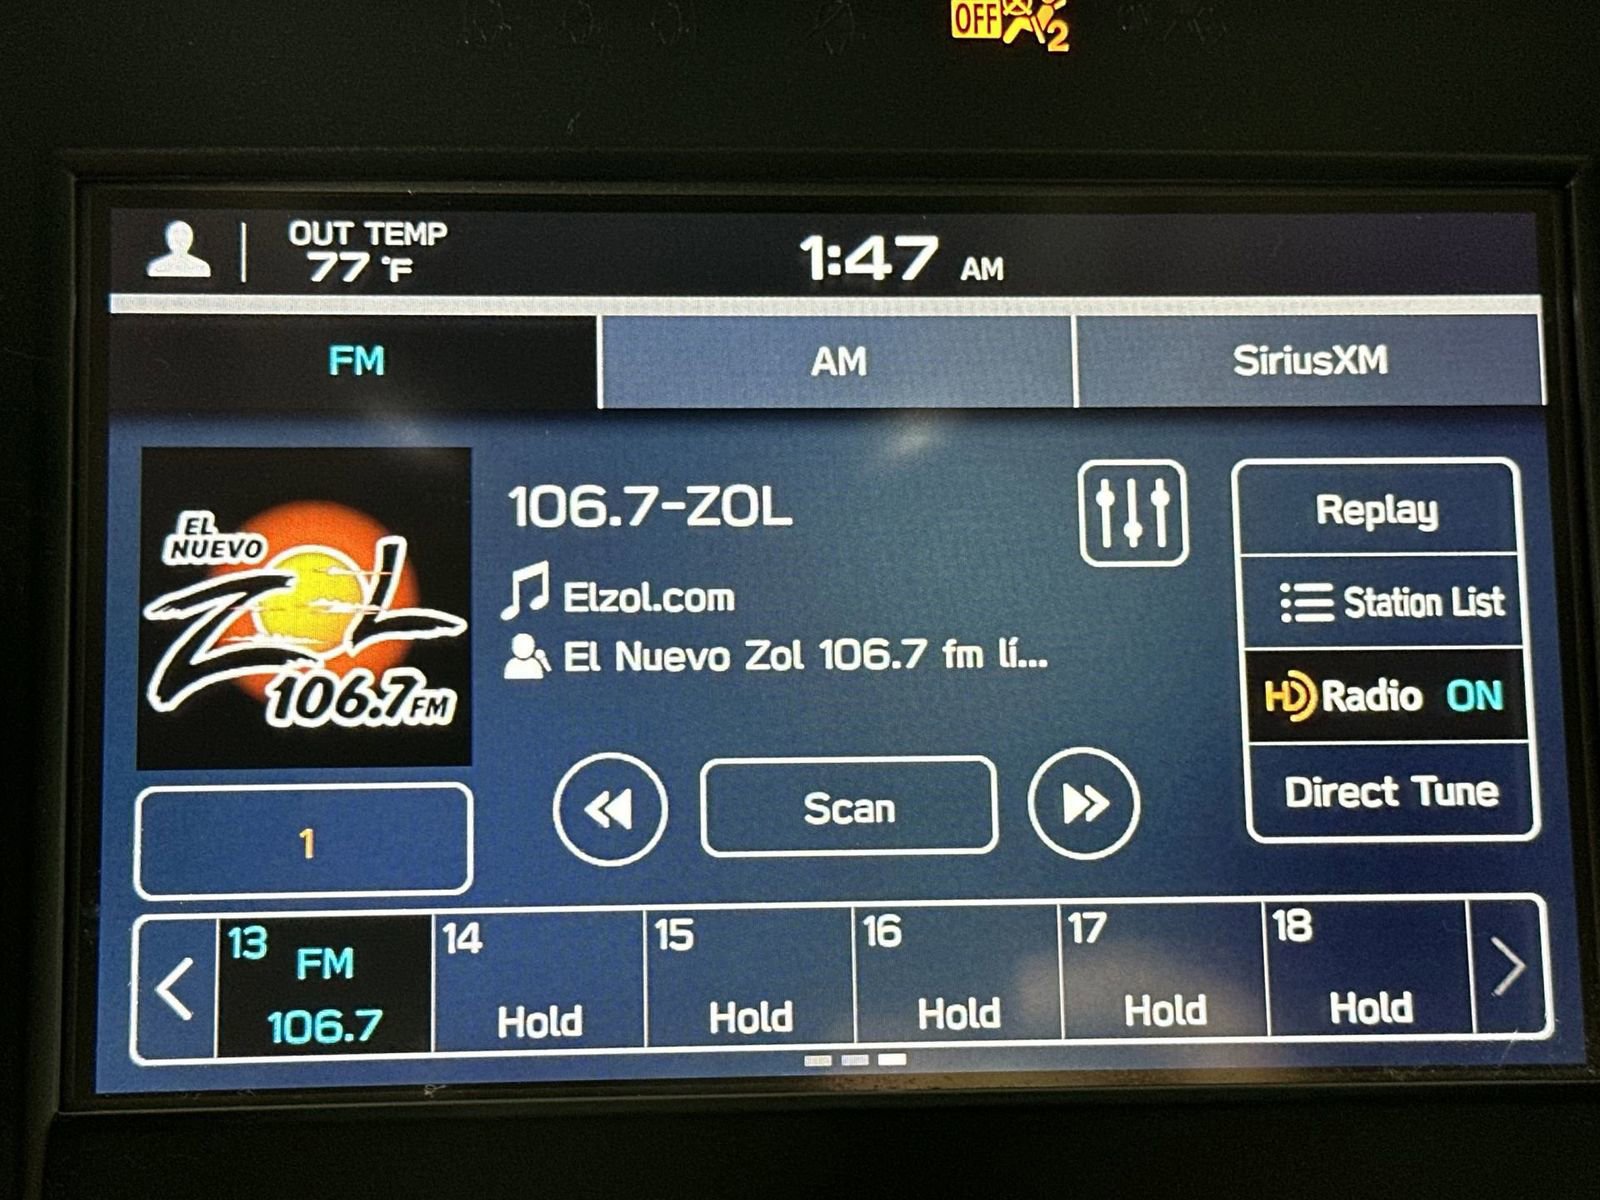 OFF 2
OUT TEMP
77 °F
1:47 AM
FM
AM
SiriusXM
EL
NUEVO
ZOL
106.7FM
106.7-ZOL
Elzol.com
El Nuevo Zol 106.7 fm lí...
Replay
Station List
HD Radio ON
Direct Tune
1
Scan
13
FM
106.7
14
Hold
15
Hold
16
Hold
17
Hold
18
Hold